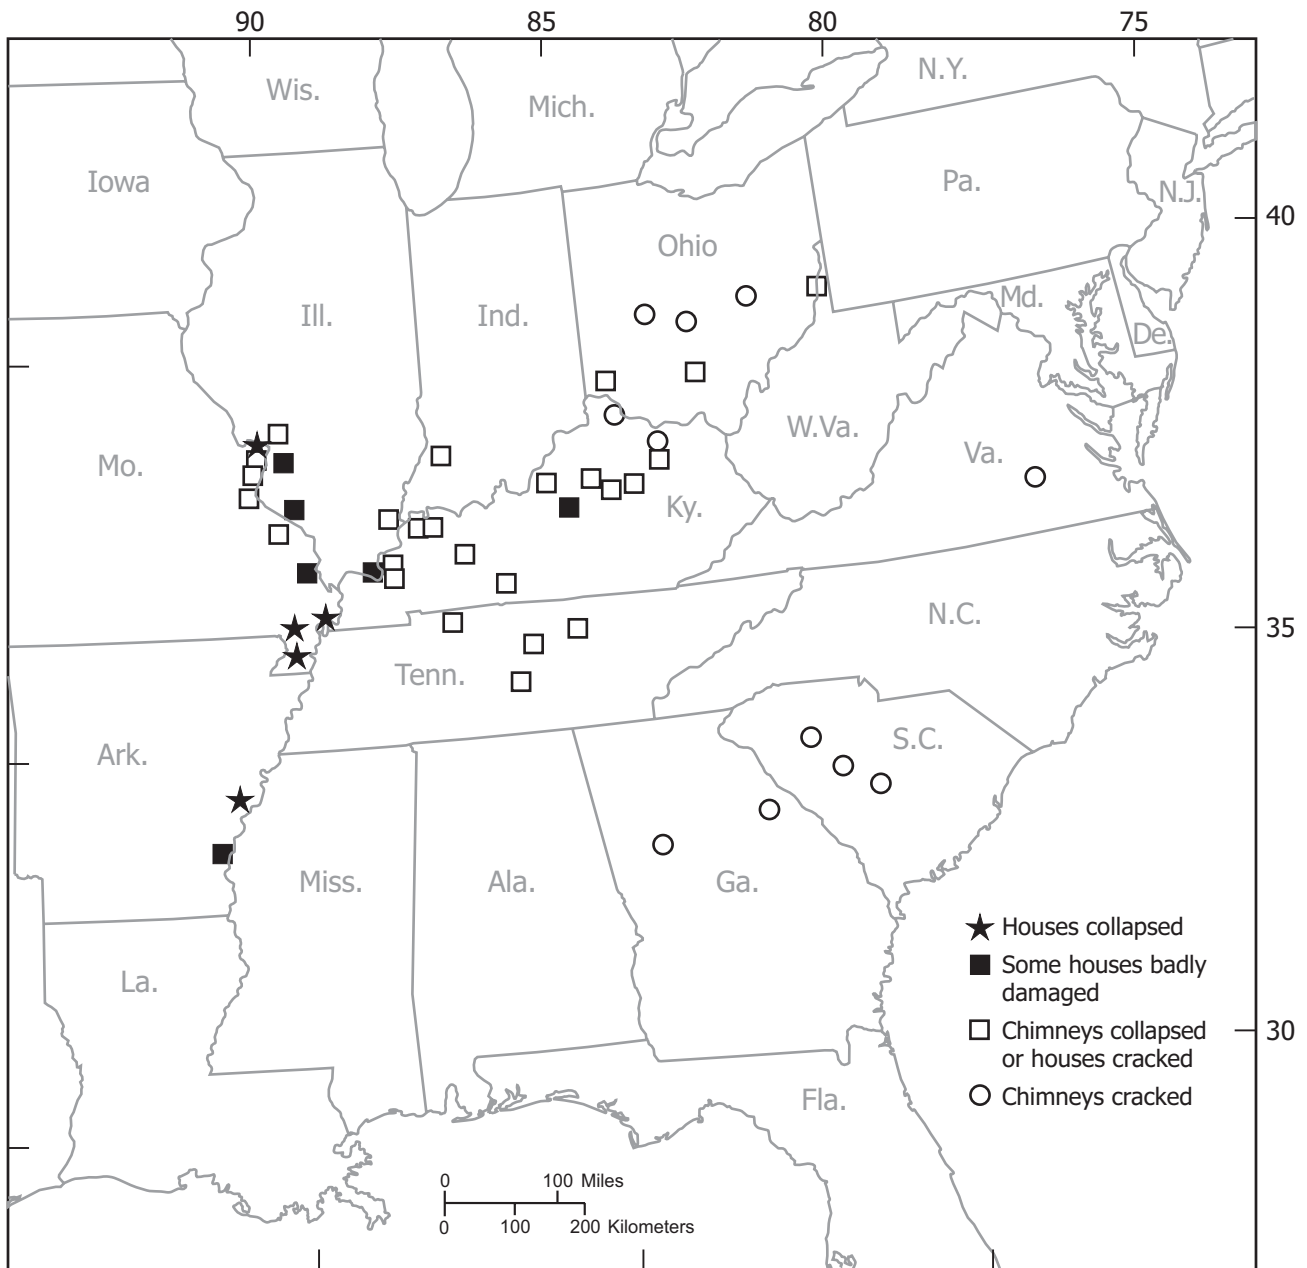 90 85 80 75
Wis.
Mich.
N.Y.
Iowa
Pa.
N.J.
40
Ohio
Ill.
Ind.
Md.
De.
Mo.
W.Va.
Va.
Ky.
N.C.
35
Tenn.
Ark.
S.C.
Miss.
Ala.
Ga.
La.
Houses collapsed
Some houses badly
damaged
Chimneys collapsed
or houses cracked
30
Chimneys cracked
Fla.
0 100 Miles
0 100 200 Kilometers